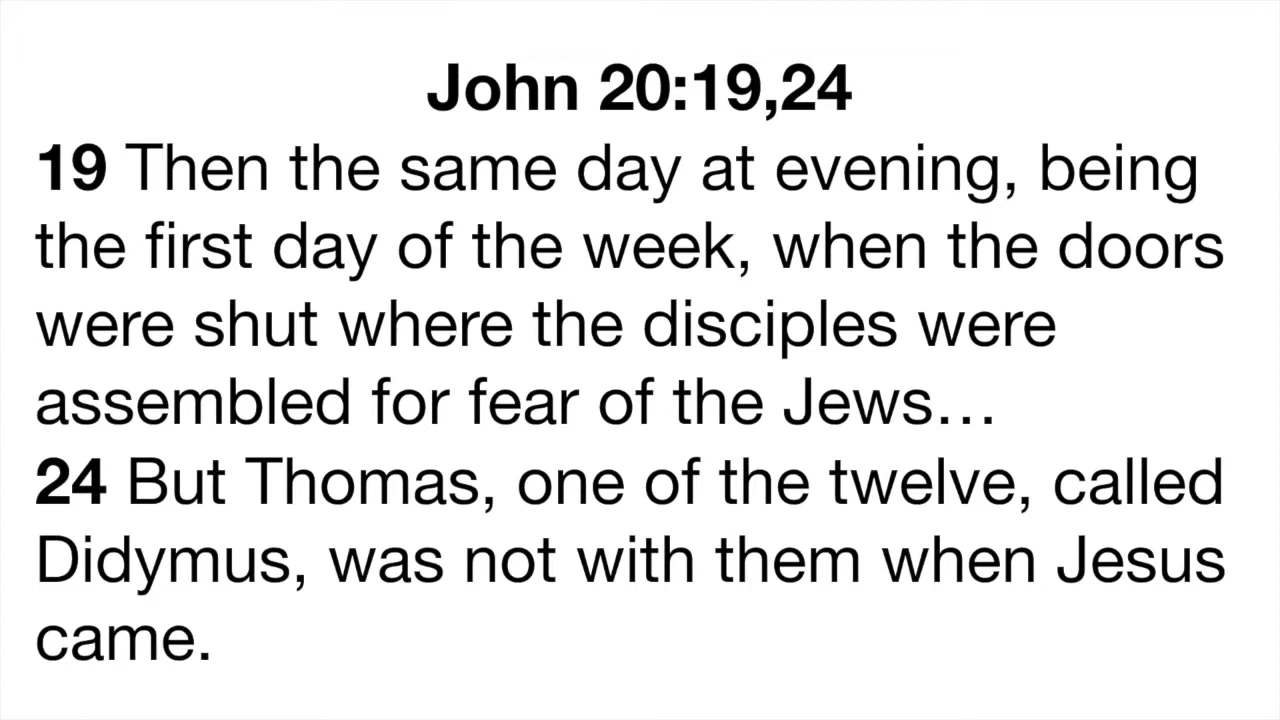 John 20:19,24
19 Then the same day at evening, being
the first day of the week, when the doors
were shut where the disciples were
assembled for fear of the Jews…
24 But Thomas, one of the twelve, called
Didymus, was not with them when Jesus
came.